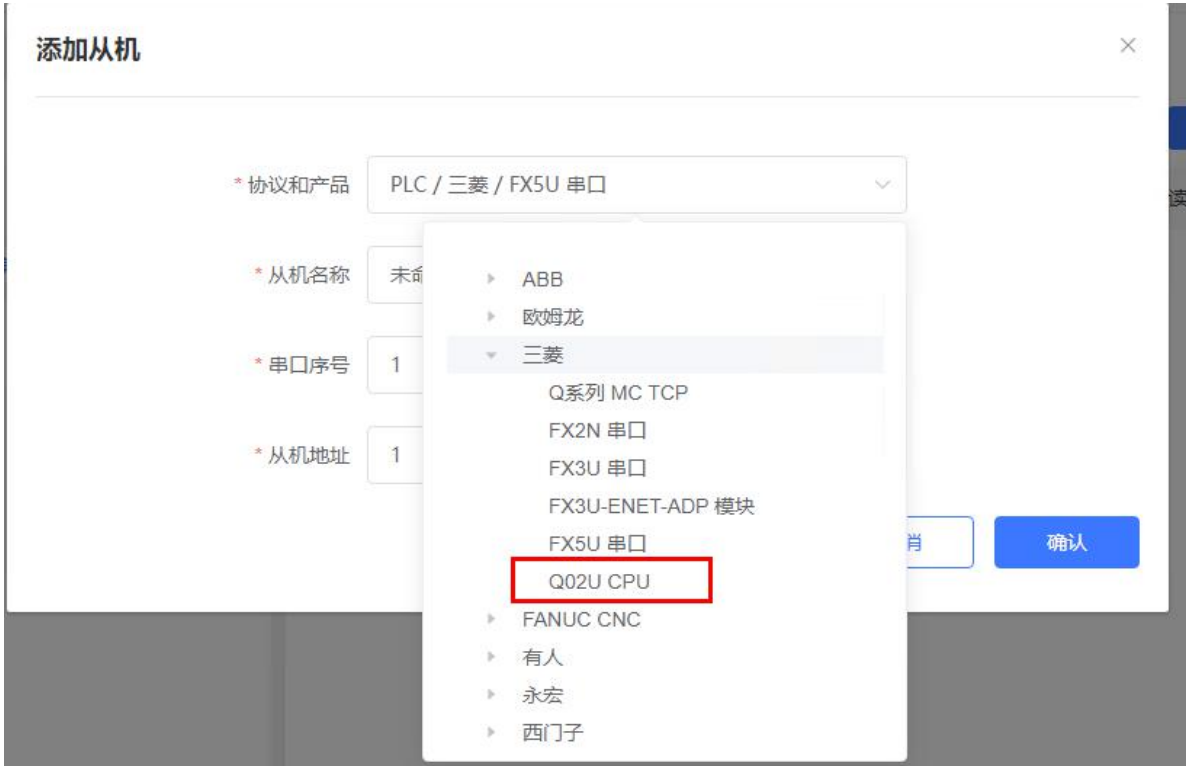 添加从机
* 协议和产品 PLC / 三菱 / FX5U 串口
* 从机名称 未命
ABB
欧姆龙
* 串口序号 1
三菱
Q系列 MC TCP
FX2N 串口
* 从机地址 1
FX3U 串口
FX3U-ENET-ADP 模块
FX5U 串口
消 确认
Q02U CPU
FANUC CNC
有人
永宏
西门子
读